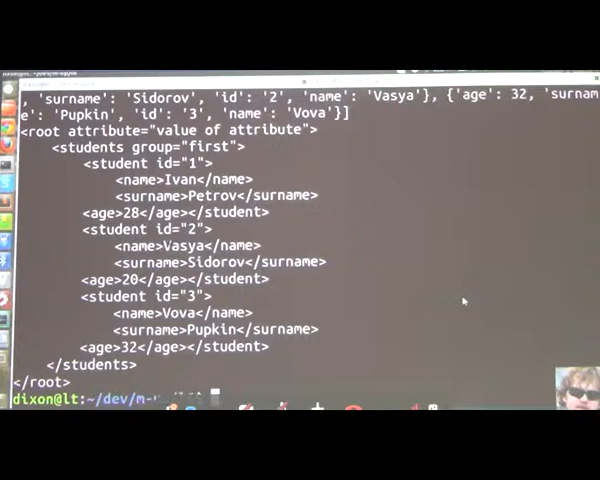 , 'surname': 'Sidorov', 'id': '2', 'name': 'Vasya'}, {'age': 32, 'surnam
e': 'Pupkin', 'id': '3', 'name': 'Vova'}]
<root attribute="value of attribute">
<students group="first">
<student id="1">
<name>Ivan</name>
<surname>Petrov</surname>
<age>28</age></student>
<student id="2">
<name>Vasya</name>
<surname>Sidorov</surname>
<age>20</age></student>
<student id="3">
<name>Vova</name>
<surname>Pupkin</surname>
<age>32</age></student>
</students>
</root>
dixon@lt:~/dev/m-